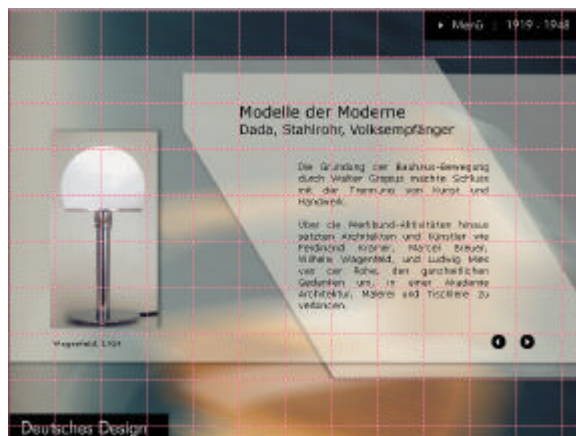 Menü | 1919 - 1948
Modelle der Moderne
Dada, Stahlrohr, Volksempfänger
Die Gründung der Bauhaus-Bewegung
durch Walter Gropius machte Schluss
mit der Trennung von Kunst und
Handwerk.
Über die Werkbund-Aktivitäten hinaus
setzten Architekten und Künstler wie
Ferdinand Kramer, Marcel Breuer,
Wilhelm Wagenfeld, und Ludwig Mies
van der Rohe, den ganzheitlichen
Gedanken um, in einer Akademie
Architektur, Malerei und Tischlerei zu
verbinden.
Wagenfeld, 1924
Deutsches Design